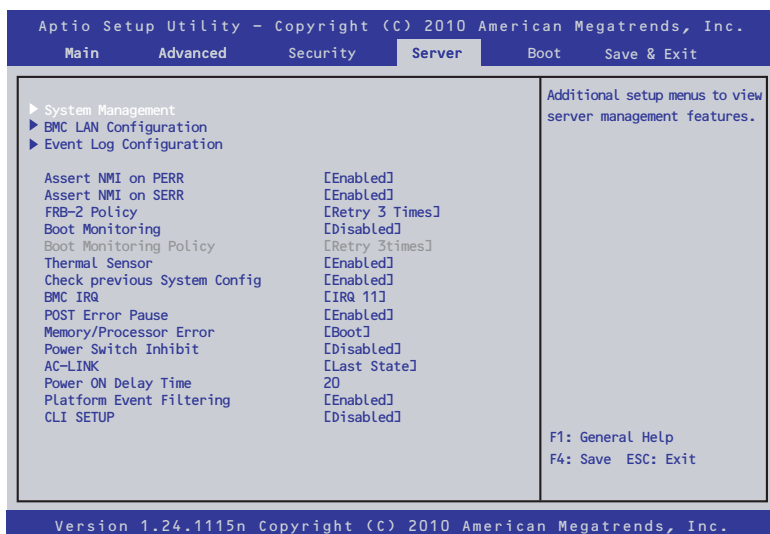 Aptio Setup Utility – Copyright (C) 2010 American Megatrends, Inc.
Main Advanced Security Server Boot Save & Exit
System Management
BMC LAN Configuration
Event Log Configuration
Assert NMI on PERR [Enabled]
Assert NMI on SERR [Enabled]
FRB-2 Policy [Retry 3 Times]
Boot Monitoring [Disabled]
Boot Monitoring Policy [Retry 3times]
Thermal Sensor [Enabled]
Check previous System Config [Enabled]
BMC IRQ [IRQ 11]
POST Error Pause [Enabled]
Memory/Processor Error [Boot]
Power Switch Inhibit [Disabled]
AC-LINK [Last State]
Power ON Delay Time 20
Platform Event Filtering [Enabled]
CLI SETUP [Disabled]
Additional setup menus to view
server management features.
F1: General Help
F4: Save ESC: Exit
Version 1.24.1115n Copyright (C) 2010 American Megatrends, Inc.